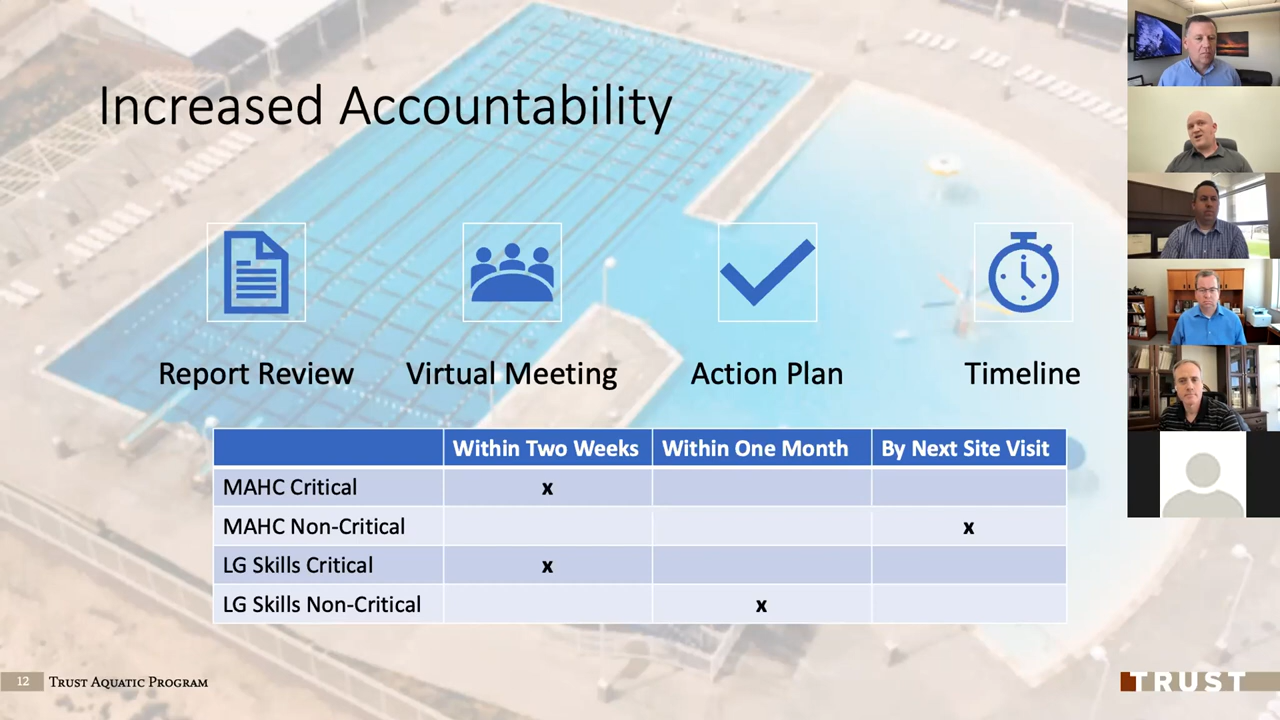 Increased Accountability
Report Review
Virtual Meeting
Action Plan
Timeline
Within Two Weeks
Within One Month
By Next Site Visit
MAHC Critical
x
MAHC Non-Critical
x
LG Skills Critical
x
LG Skills Non-Critical
x
12
Trust Aquatic Program
TRUST